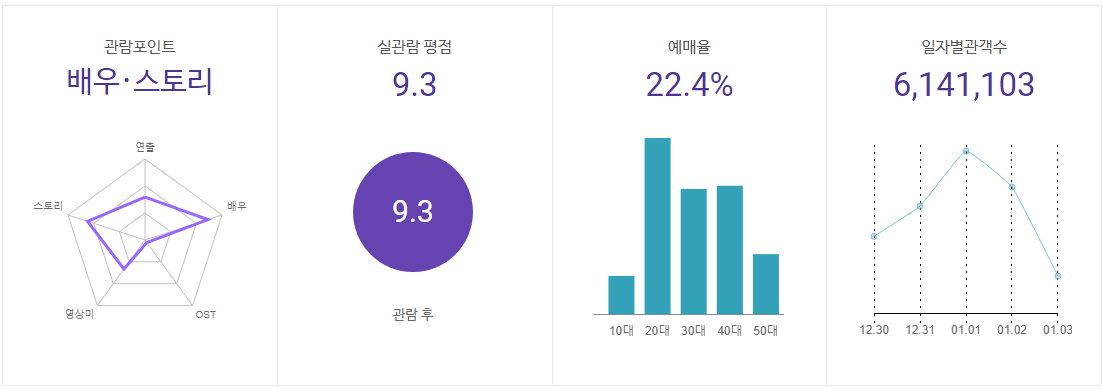 관람포인트
배우·스토리
연출
스토리
배우
영상미
OST
실관람 평점
9.3
9.3
관람 후
예매율
22.4%
10대 20대 30대 40대 50대
일자별관객수
6,141,103
12.30 12.31 01.01 01.02 01.03